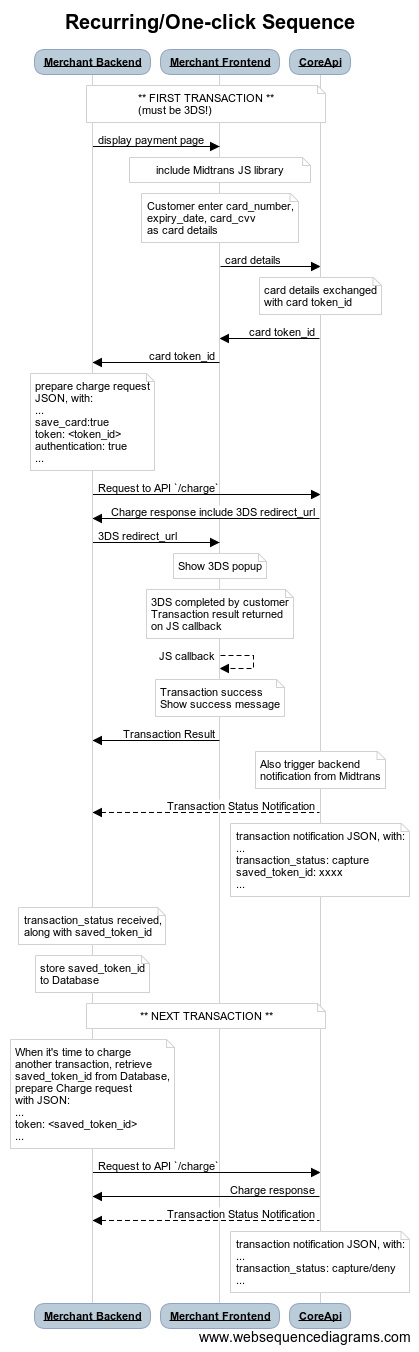 Recurring/One-click Sequence
Merchant Backend
Merchant Frontend
CoreApi
** FIRST TRANSACTION **
(must be 3DS!)
display payment page
include Midtrans JS library
Customer enter card_number,
expiry_date, card_cvv
as card details
card details
card details exchanged
with card token_id
card token_id
card token_id
prepare charge request
JSON, with:
...
save_card:true
token: <token_id>
authentication: true
...
Request to API `/charge`
Charge response include 3DS redirect_url
3DS redirect_url
Show 3DS popup
3DS completed by customer
Transaction result returned
on JS callback
JS callback
Transaction success
Show success message
Transaction Result
Also trigger backend
notification from Midtrans
Transaction Status Notification
transaction notification JSON, with:
...
transaction_status: capture
saved_token_id: xxxx
...
transaction_status received,
along with saved_token_id
store saved_token_id
to Database
** NEXT TRANSACTION **
When it's time to charge
another transaction, retrieve
saved_token_id from Database,
prepare Charge request
with JSON:
...
token: <saved_token_id>
...
Request to API `/charge`
Charge response
Transaction Status Notification
transaction notification JSON, with:
...
transaction_status: capture/deny
...
Merchant Backend
Merchant Frontend
CoreApi
www.websequencediagrams.com